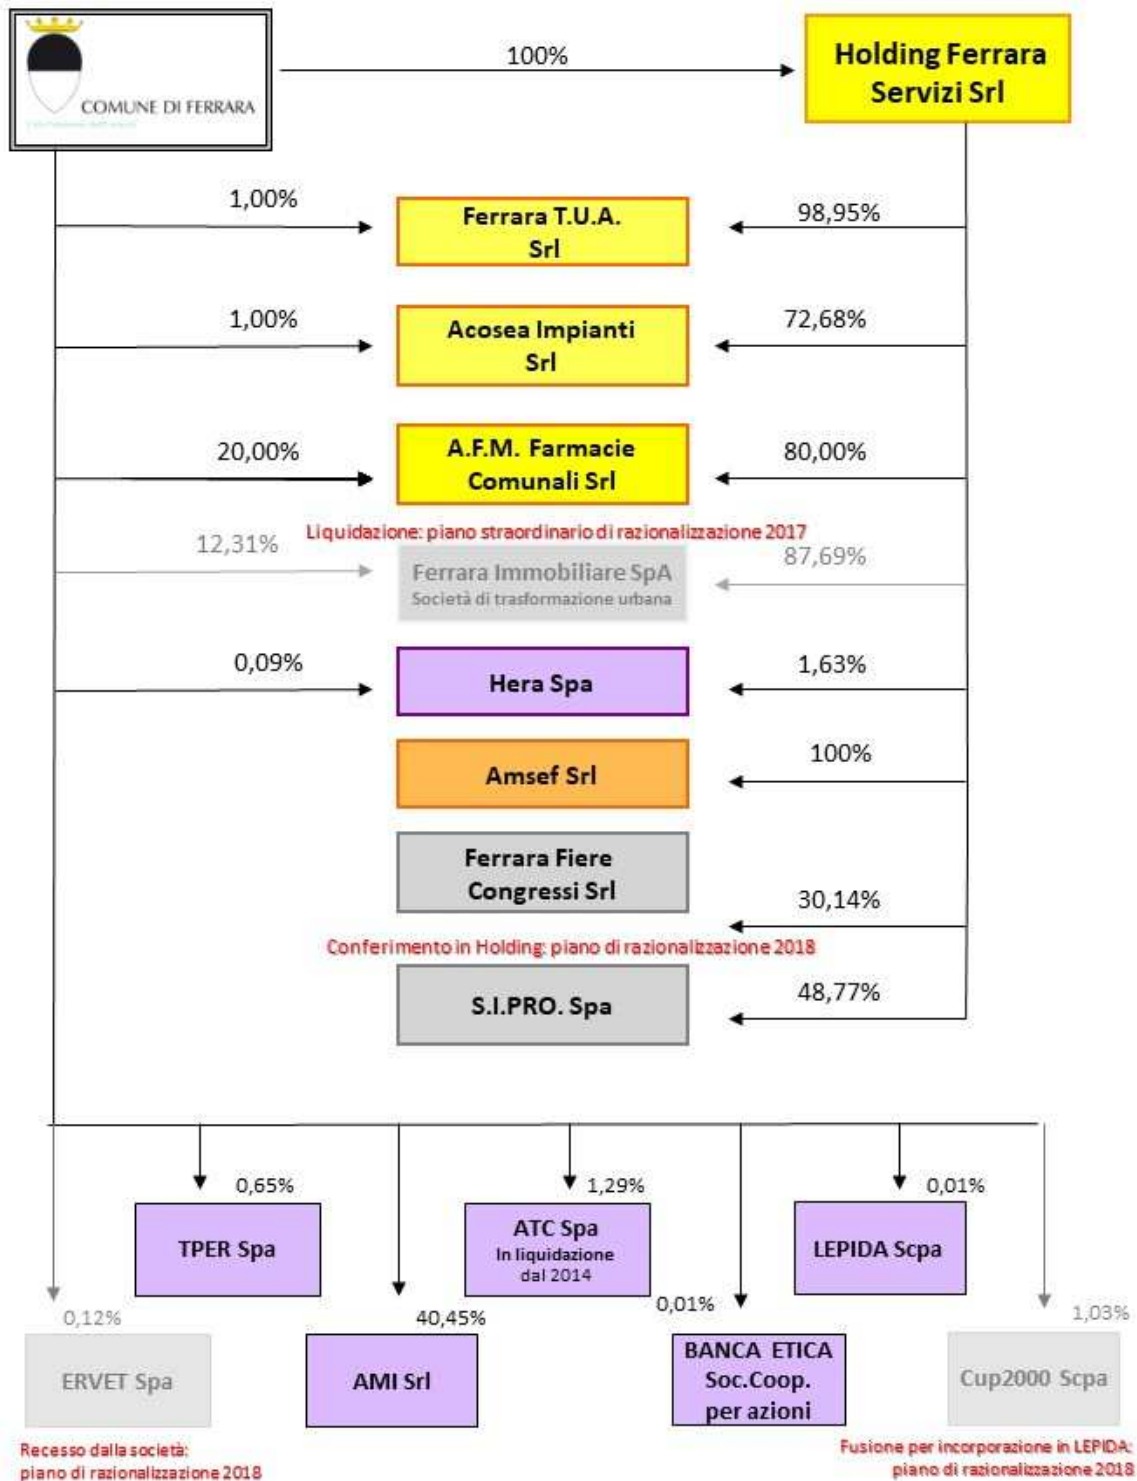 COMUNE DI FERRARA
100%
Holding Ferrara
Servizi Srl
1,00%
Ferrara T.U.A.
Srl
98,95%
1,00%
Acosea Impianti
Srl
72,68%
20,00%
A.F.M. Farmacie
Comunali Srl
80,00%
Liquidazione: piano straordinario di razionalizzazione 2017
12,31%
Ferrara Immobiliare SpA
Società di trasformazione urbana
87,69%
0,09%
Hera Spa
1,63%
Amsef Srl
100%
Ferrara Fiere
Congressi Srl
30,14%
Conferimento in Holding: piano di razionalizzazione 2018
S.I.PRO. Spa
48,77%
0,65%
TPER Spa
1,29%
ATC Spa
In liquidazione
dal 2014
0,01%
LEPIDA Scpa
0,12%
ERVET Spa
40,45%
AMI Srl
0,01%
BANCA ETICA
Soc.Coop.
per azioni
1,03%
Cup2000 Scpa
Recesso dalla società:
piano di razionalizzazione 2018
Fusione per incorporazione in LEPIDA:
piano di razionalizzazione 2018